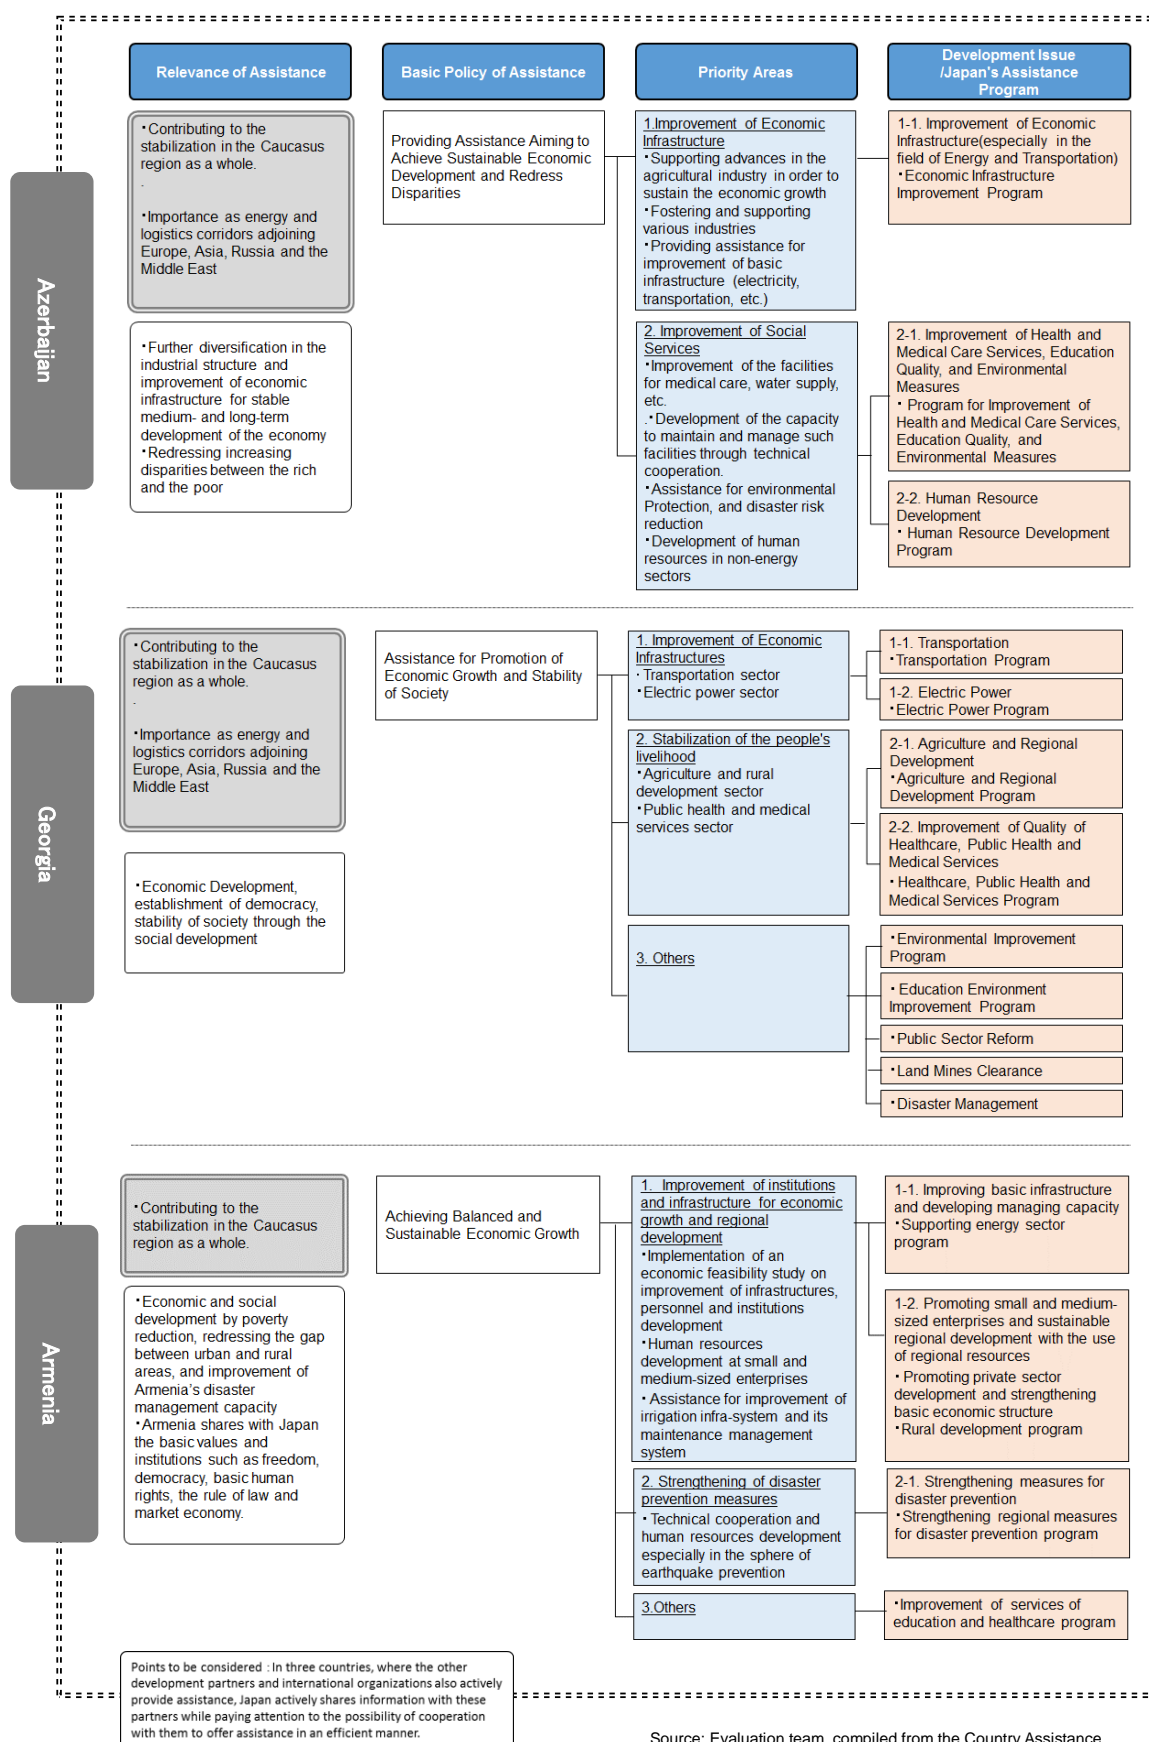 Relevance of Assistance
Basic Policy of Assistance
Priority Areas
Development Issue
/Japan's Assistance
Program
Azerbaijan
・Contributing to the
stabilization in the Caucasus
region as a whole.
.
・Importance as energy and
logistics corridors adjoining
Europe, Asia, Russia and the
Middle East
・Further diversification in the
industrial structure and
improvement of economic
infrastructure for stable
medium- and long-term
development of the economy
・Redressing increasing
disparities between the rich
and the poor
Providing Assistance Aiming to
Achieve Sustainable Economic
Development and Redress
Disparities
1.Improvement of Economic
Infrastructure
・Supporting advances in the
agricultural industry in order to
sustain the economic growth
・Fostering and supporting
various industries
・Providing assistance for
improvement of basic
infrastructure (electricity,
transportation, etc.)
1-1. Improvement of Economic
Infrastructure(especially in the
field of Energy and Transportation)
・Economic Infrastructure
Improvement Program
2. Improvement of Social
Services
・Improvement of the facilities
for medical care, water supply,
etc.
.・Development of the capacity
to maintain and manage such
facilities through technical
cooperation.
・Assistance for environmental
Protection, and disaster risk
reduction
・Development of human
resources in non-energy
sectors
2-1. Improvement of Health and
Medical Care Services, Education
Quality, and Environmental
Measures
・Program for Improvement of
Health and Medical Care Services,
Education Quality, and
Environmental Measures
2-2. Human Resource
Development
・Human Resource Development
Program
Georgia
・Contributing to the
stabilization in the Caucasus
region as a whole.
.
・Importance as energy and
logistics corridors adjoining
Europe, Asia, Russia and the
Middle East
・Economic Development,
establishment of democracy,
stability of society through the
social development
Assistance for Promotion of
Economic Growth and Stability
of Society
1. Improvement of Economic
Infrastructures
・Transportation sector
・Electric power sector
1-1. Transportation
・Transportation Program
1-2. Electric Power
・Electric Power Program
2. Stabilization of the people's
livelihood
・Agriculture and rural
development sector
・Public health and medical
services sector
2-1. Agriculture and Regional
Development
・Agriculture and Regional
Development Program
2-2. Improvement of Quality of
Healthcare, Public Health and
Medical Services
・Healthcare, Public Health and
Medical Services Program
3. Others
・Environmental Improvement
Program
・Education Environment
Improvement Program
・Public Sector Reform
・Land Mines Clearance
・Disaster Management
Armenia
・Contributing to the
stabilization in the Caucasus
region as a whole.
・Economic and social
development by poverty
reduction, redressing the gap
between urban and rural
areas, and improvement of
Armenia's disaster
management capacity
・Armenia shares with Japan
the basic values and
institutions such as freedom,
democracy, basic human
rights, the rule of law and
market economy.
Achieving Balanced and
Sustainable Economic Growth
1. Improvement of institutions
and infrastructure for economic
growth and regional
development
・Implementation of an
economic feasibility study on
improvement of infrastructures,
personnel and institutions
development
・Human resources
development at small and
medium-sized enterprises
・Assistance for improvement of
irrigation infra-system and its
maintenance management
system
1-1. Improving basic infrastructure
and developing managing capacity
・Supporting energy sector
program
1-2. Promoting small and medium-
sized enterprises and sustainable
regional development with the use
of regional resources
・Promoting private sector
development and strengthening
basic economic structure
・Rural development program
2. Strengthening of disaster
prevention measures
・Technical cooperation and
human resources development
especially in the sphere of
earthquake prevention
2-1. Strengthening measures for
disaster prevention
・Strengthening regional measures
for disaster prevention program
3.Others
・Improvement of services of
education and healthcare program
Points to be considered : In three countries, where the other
development partners and international organizations also actively
provide assistance, Japan actively shares information with these
partners while paying attention to the possibility of cooperation
with them to offer assistance in an efficient manner.
Source: Evaluation team, compiled from the Country Assistance